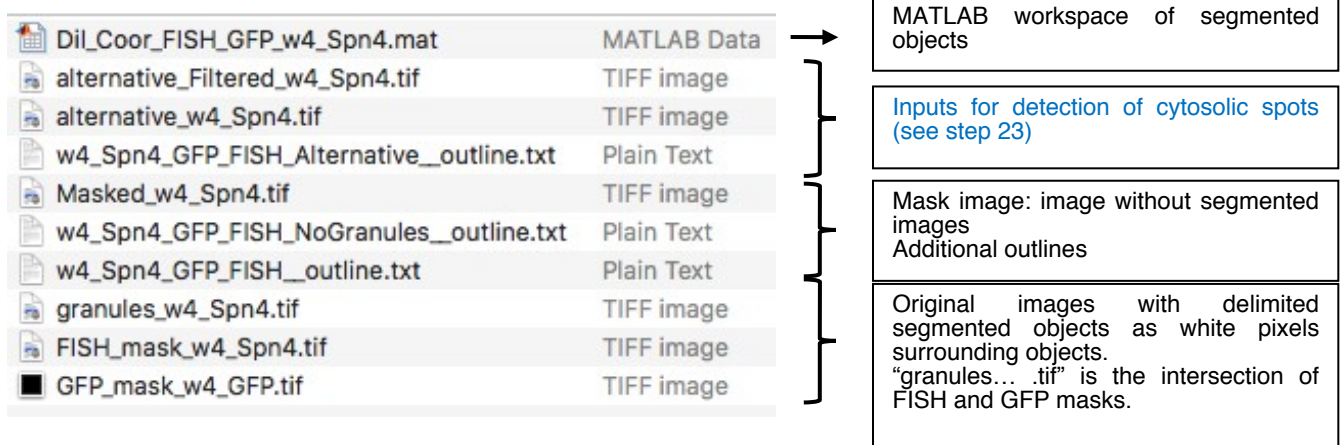 Dil_Coor_FISH_GFP_w4_Spn4.mat MATLAB Data
alternative_Filtered_w4_Spn4.tif TIFF image
alternative_w4_Spn4.tif TIFF image
w4_Spn4_GFP_FISH_Alternative__outline.txt Plain Text
Masked_w4_Spn4.tif TIFF image
w4_Spn4_GFP_FISH_NoGranules__outline.txt Plain Text
w4_Spn4_GFP_FISH__outline.txt Plain Text
granules_w4_Spn4.tif TIFF image
FISH_mask_w4_Spn4.tif TIFF image
GFP_mask_w4_GFP.tif TIFF image
MATLAB workspace of segmented
objects
Inputs for detection of cytosolic spots
(see step 23)
Mask image: image without segmented
images
Additional outlines
Original images with delimited
segmented objects as white pixels
surrounding objects.
“granules… .tif” is the intersection of
FISH and GFP masks.